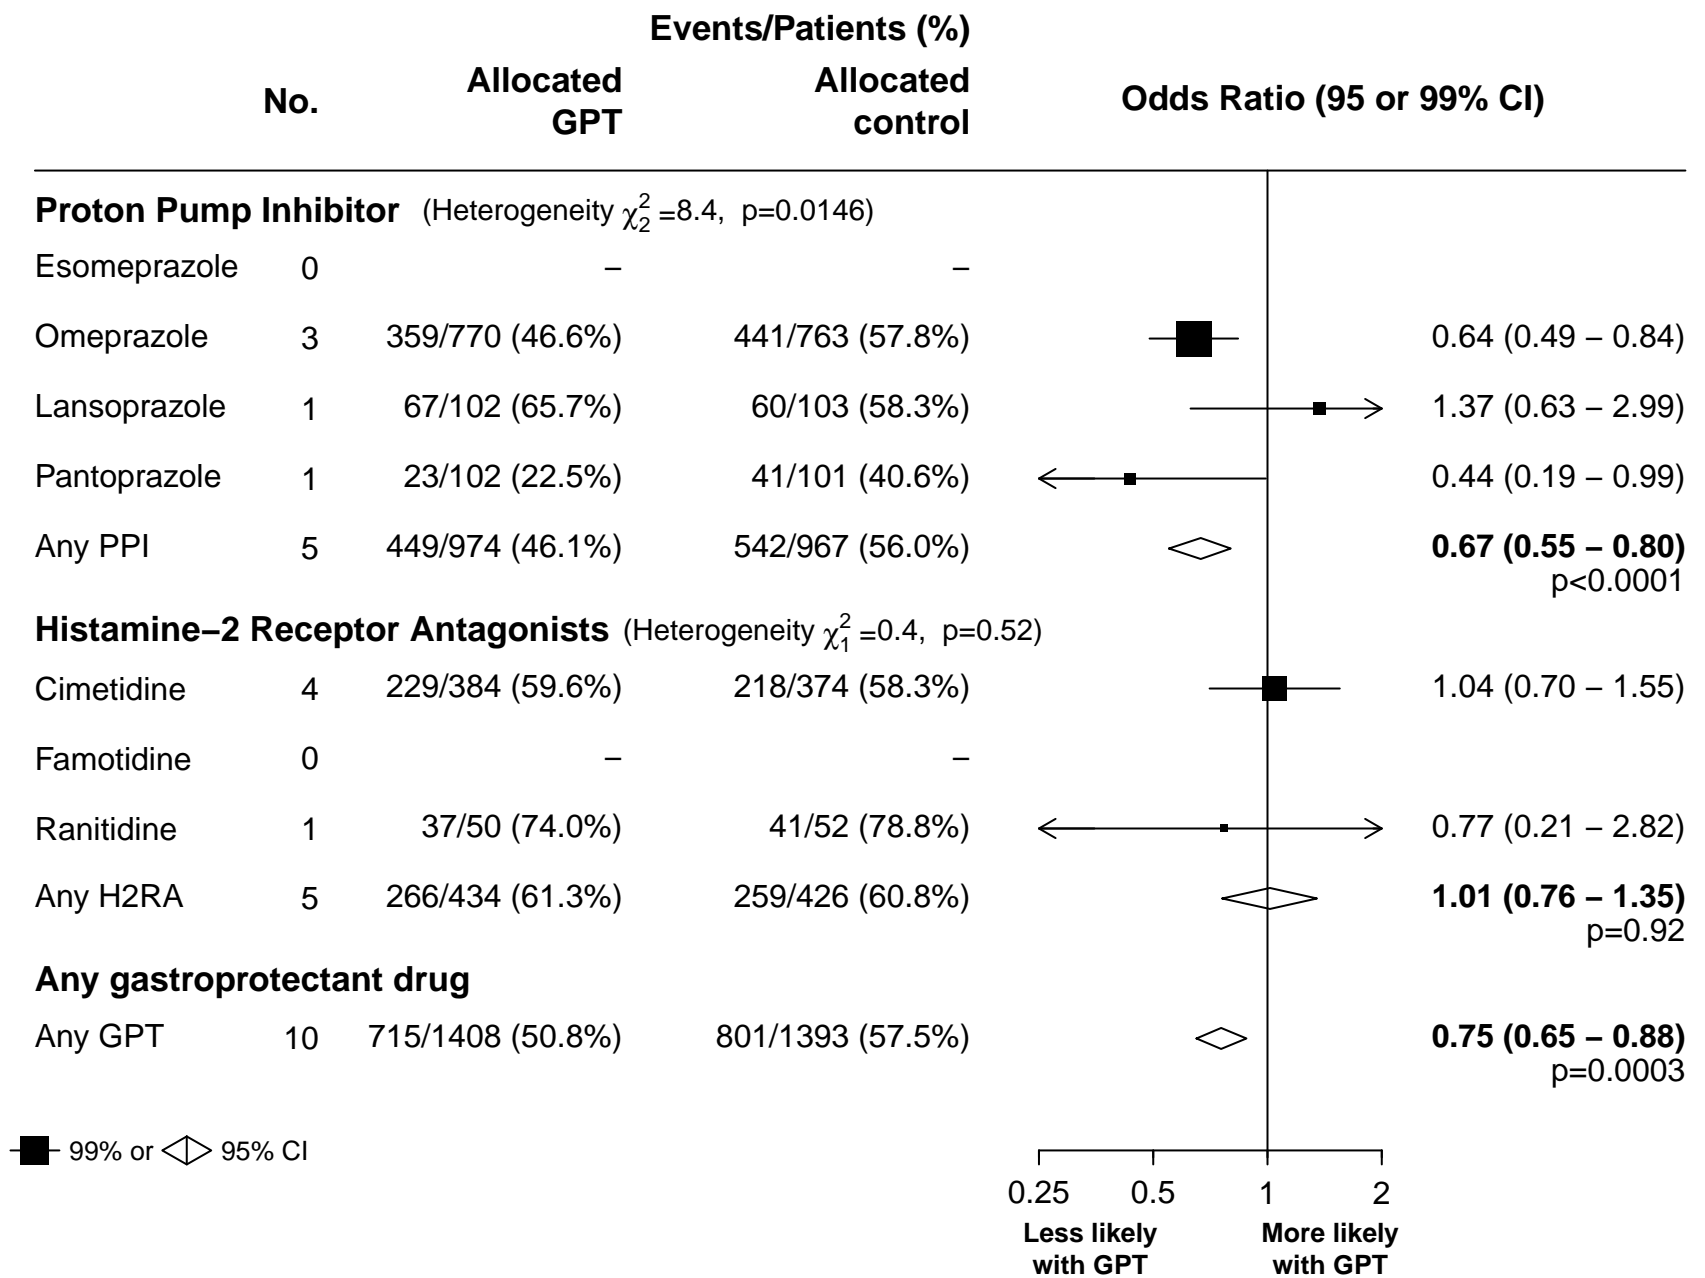 Events/Patients (%)
No. Allocated GPT Allocated control Odds Ratio (95 or 99% CI)
Proton Pump Inhibitor (Heterogeneity χ²₂ =8.4, p=0.0146)
Esomeprazole 0 – –
Omeprazole 3 359/770 (46.6%) 441/763 (57.8%) 0.64 (0.49 – 0.84)
Lansoprazole 1 67/102 (65.7%) 60/103 (58.3%) 1.37 (0.63 – 2.99)
Pantoprazole 1 23/102 (22.5%) 41/101 (40.6%) 0.44 (0.19 – 0.99)
Any PPI 5 449/974 (46.1%) 542/967 (56.0%) 0.67 (0.55 – 0.80)
p<0.0001
Histamine–2 Receptor Antagonists (Heterogeneity χ²₁ =0.4, p=0.52)
Cimetidine 4 229/384 (59.6%) 218/374 (58.3%) 1.04 (0.70 – 1.55)
Famotidine 0 – –
Ranitidine 1 37/50 (74.0%) 41/52 (78.8%) 0.77 (0.21 – 2.82)
Any H2RA 5 266/434 (61.3%) 259/426 (60.8%) 1.01 (0.76 – 1.35)
p=0.92
Any gastroprotectant drug
Any GPT 10 715/1408 (50.8%) 801/1393 (57.5%) 0.75 (0.65 – 0.88)
p=0.0003
99% or 95% CI
0.25 0.5 1 2
Less likely with GPT More likely with GPT